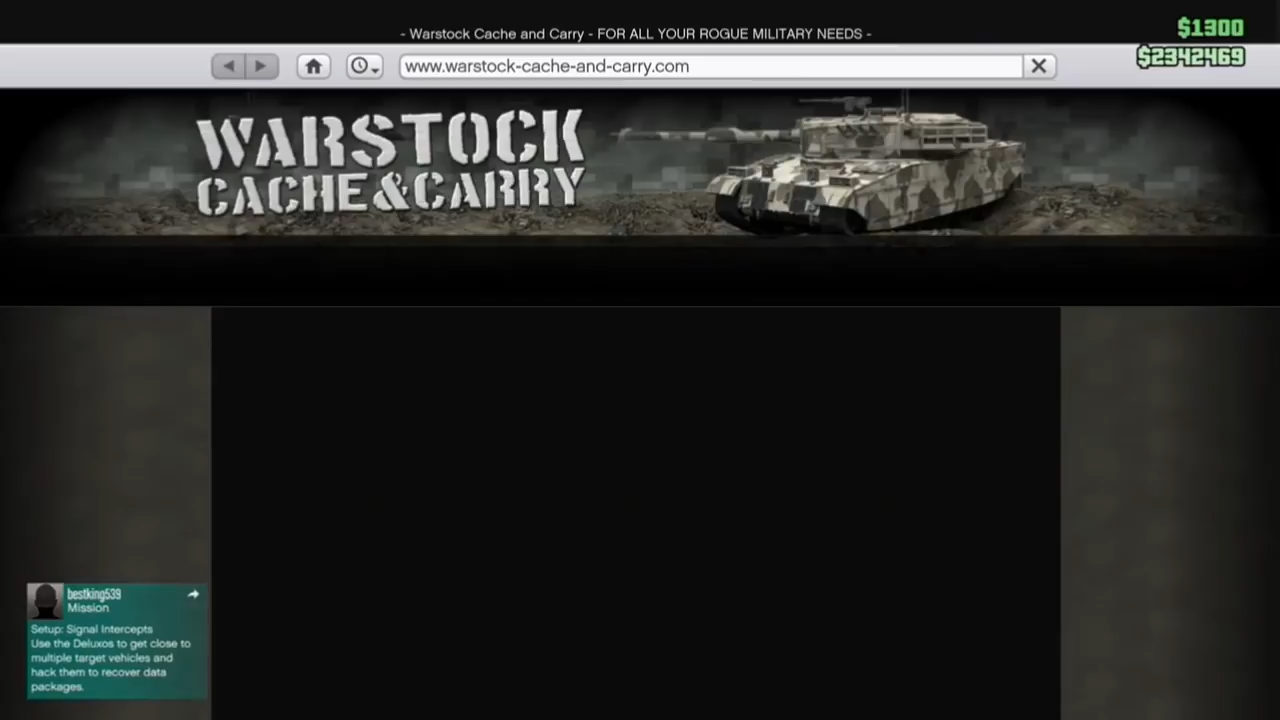 - Warstock Cache and Carry - FOR ALL YOUR ROGUE MILITARY NEEDS -
$1300
$2342469
www.warstock-cache-and-carry.com
WARSTOCK
CACHE&CARRY
bestking539
Mission
Setup: Signal Intercepts
Use the Deluxos to get close to
multiple target vehicles and
hack them to recover data
packages.